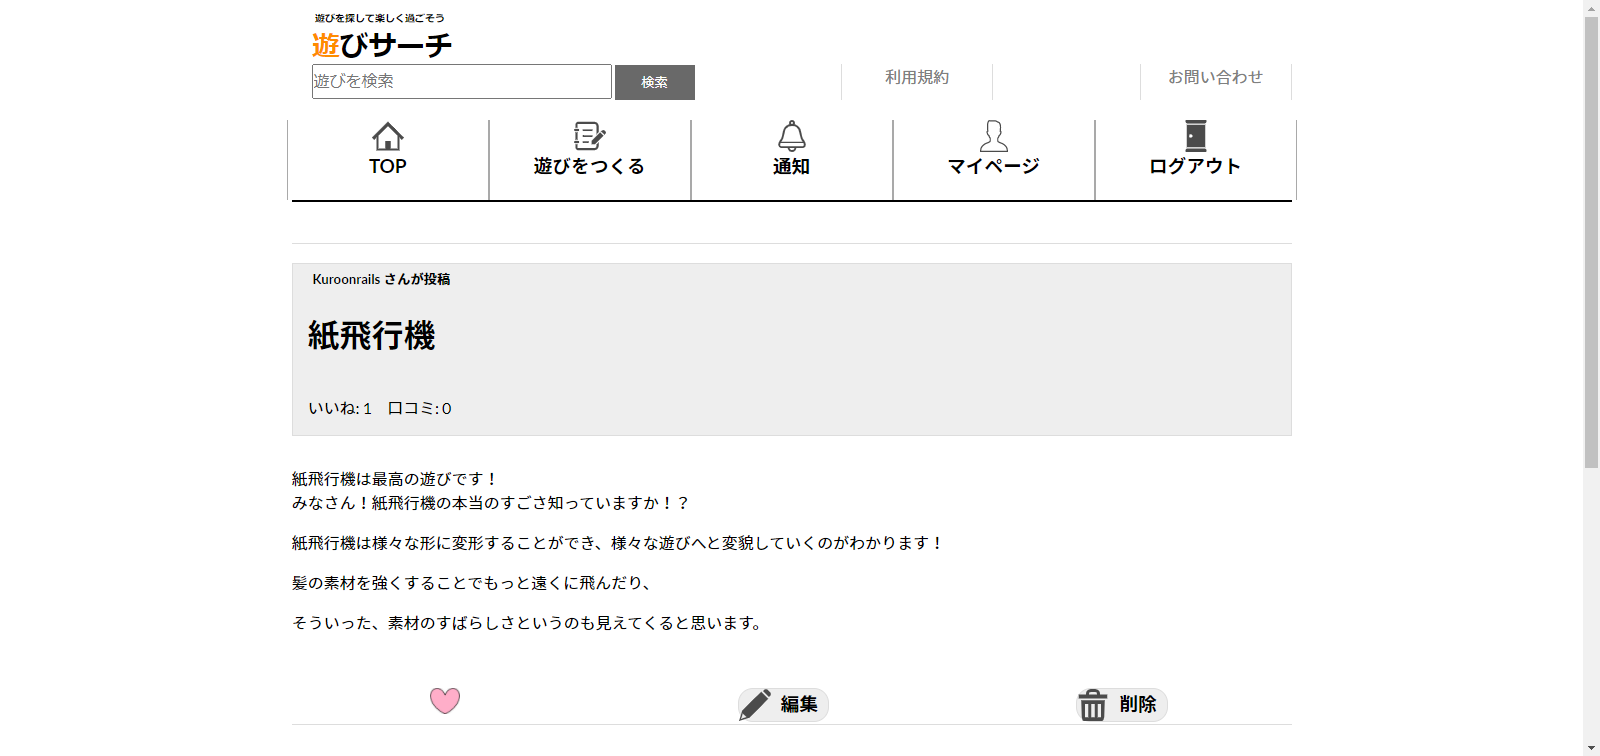 遊びを探して楽しく過ごそう
遊びサーチ
遊びを検索
検索
利用規約
お問い合わせ
TOP
遊びをつくる
通知
マイページ
ログアウト
Kuroonrails さんが投稿
紙飛行機
いいね: 1　口コミ: 0
紙飛行機は最高の遊びです！
みなさん！紙飛行機の本当のすごさ知っていますか！？
紙飛行機は様々な形に変形することができ、様々な遊びへと変貌していくのがわかります！
髪の素材を強くすることでもっと遠くに飛んだり、
そういった、素材のすばらしさというのも見えてくると思います。
編集
削除